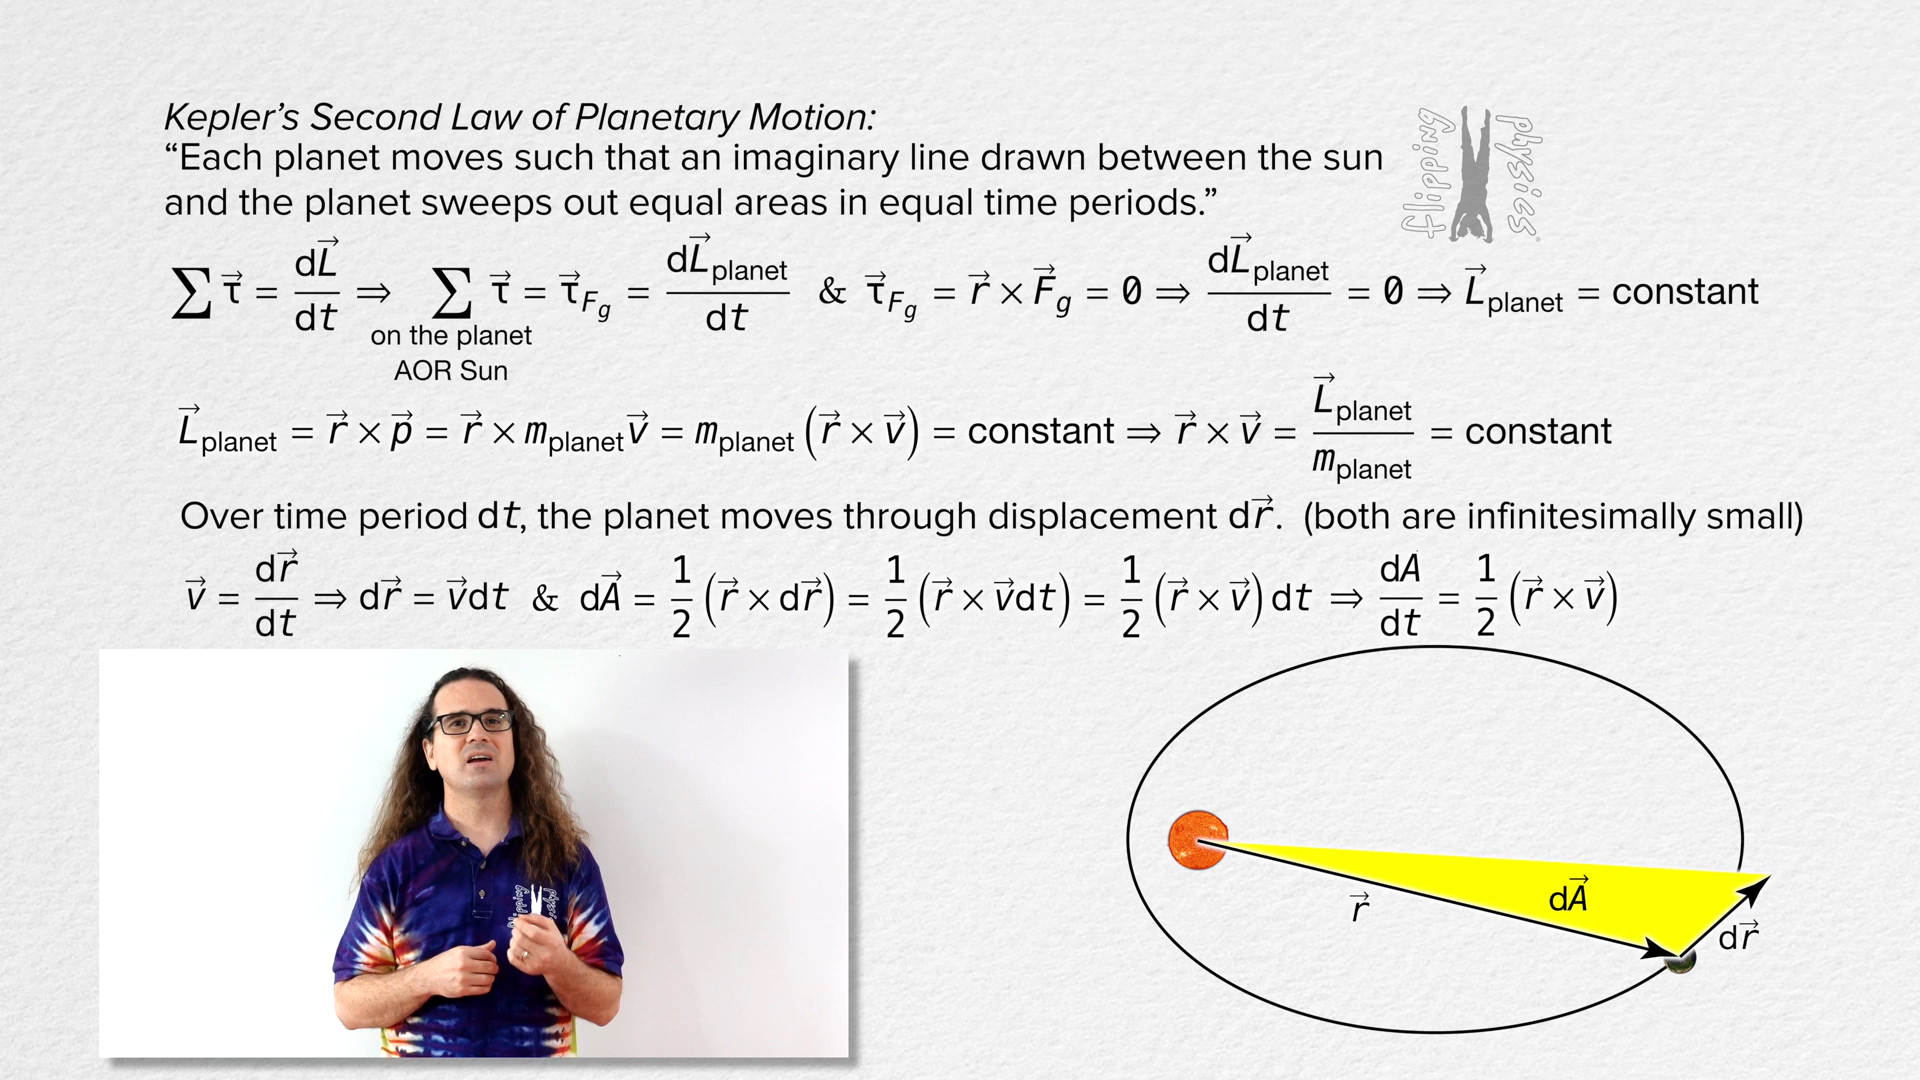 Kepler's Second Law of Planetary Motion:
“Each planet moves such that an imaginary line drawn between the sun
and the planet sweeps out equal areas in equal time periods.”
flipping physics
∑τ⃗ = dL⃗/dt ⇒ ∑τ⃗ = τ⃗_Fg = dL⃗_planet/dt & τ⃗_Fg = r⃗ × F⃗_g = 0 ⇒ dL⃗_planet/dt = 0 ⇒ L⃗_planet = constant
on the planet
AOR Sun
L⃗_planet = r⃗ × p⃗ = r⃗ × m_planet v⃗ = m_planet (r⃗ × v⃗) = constant ⇒ r⃗ × v⃗ = L⃗_planet/m_planet = constant
Over time period dt, the planet moves through displacement dr⃗. (both are infinitesimally small)
v⃗ = dr⃗/dt ⇒ dr⃗ = v⃗dt & dA⃗ = 1/2 (r⃗ × dr⃗) = 1/2 (r⃗ × v⃗dt) = 1/2 (r⃗ × v⃗) dt ⇒ dA/dt = 1/2 (r⃗ × v⃗)
flipping physics
dA⃗
r⃗
dr⃗